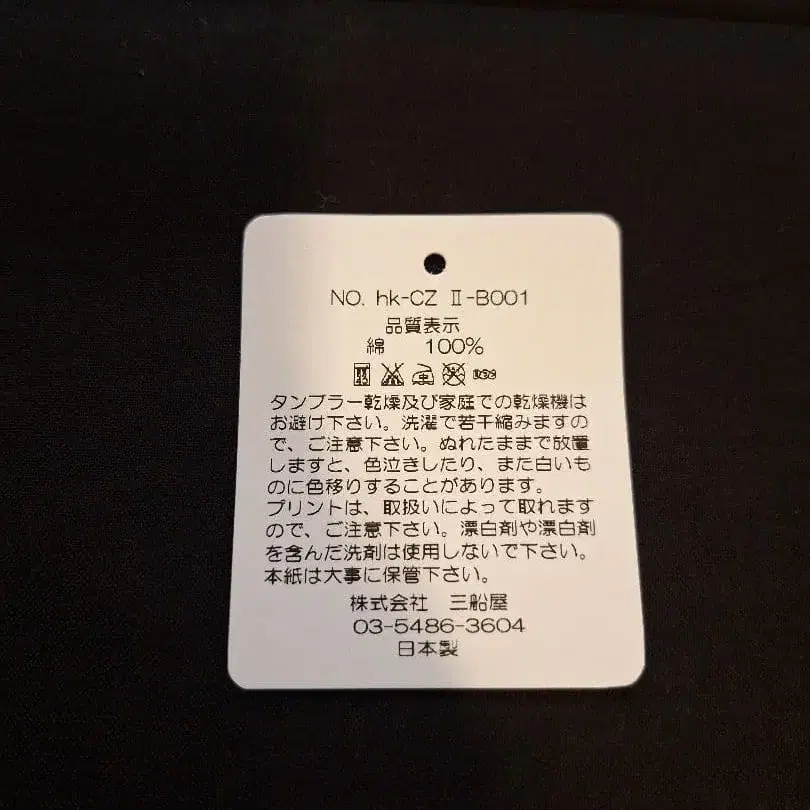 NO. hk-CZ Ⅱ-B001
品質表示
綿 100%
タンブラー乾燥及び家庭での乾燥機は
お避け下さい。洗濯で若干縮みますの
で、ご注意下さい。ぬれたままで放置
しますと、色泣きしたり、また白いも
のに色移りすることがあります。
プリントは、取扱いによって取れます
ので、ご注意下さい。漂白剤や漂白剤
を含んだ洗剤は使用しないで下さい。
本紙は大事に保管下さい。
株式会社 三船屋
03-5486-3604
日本製